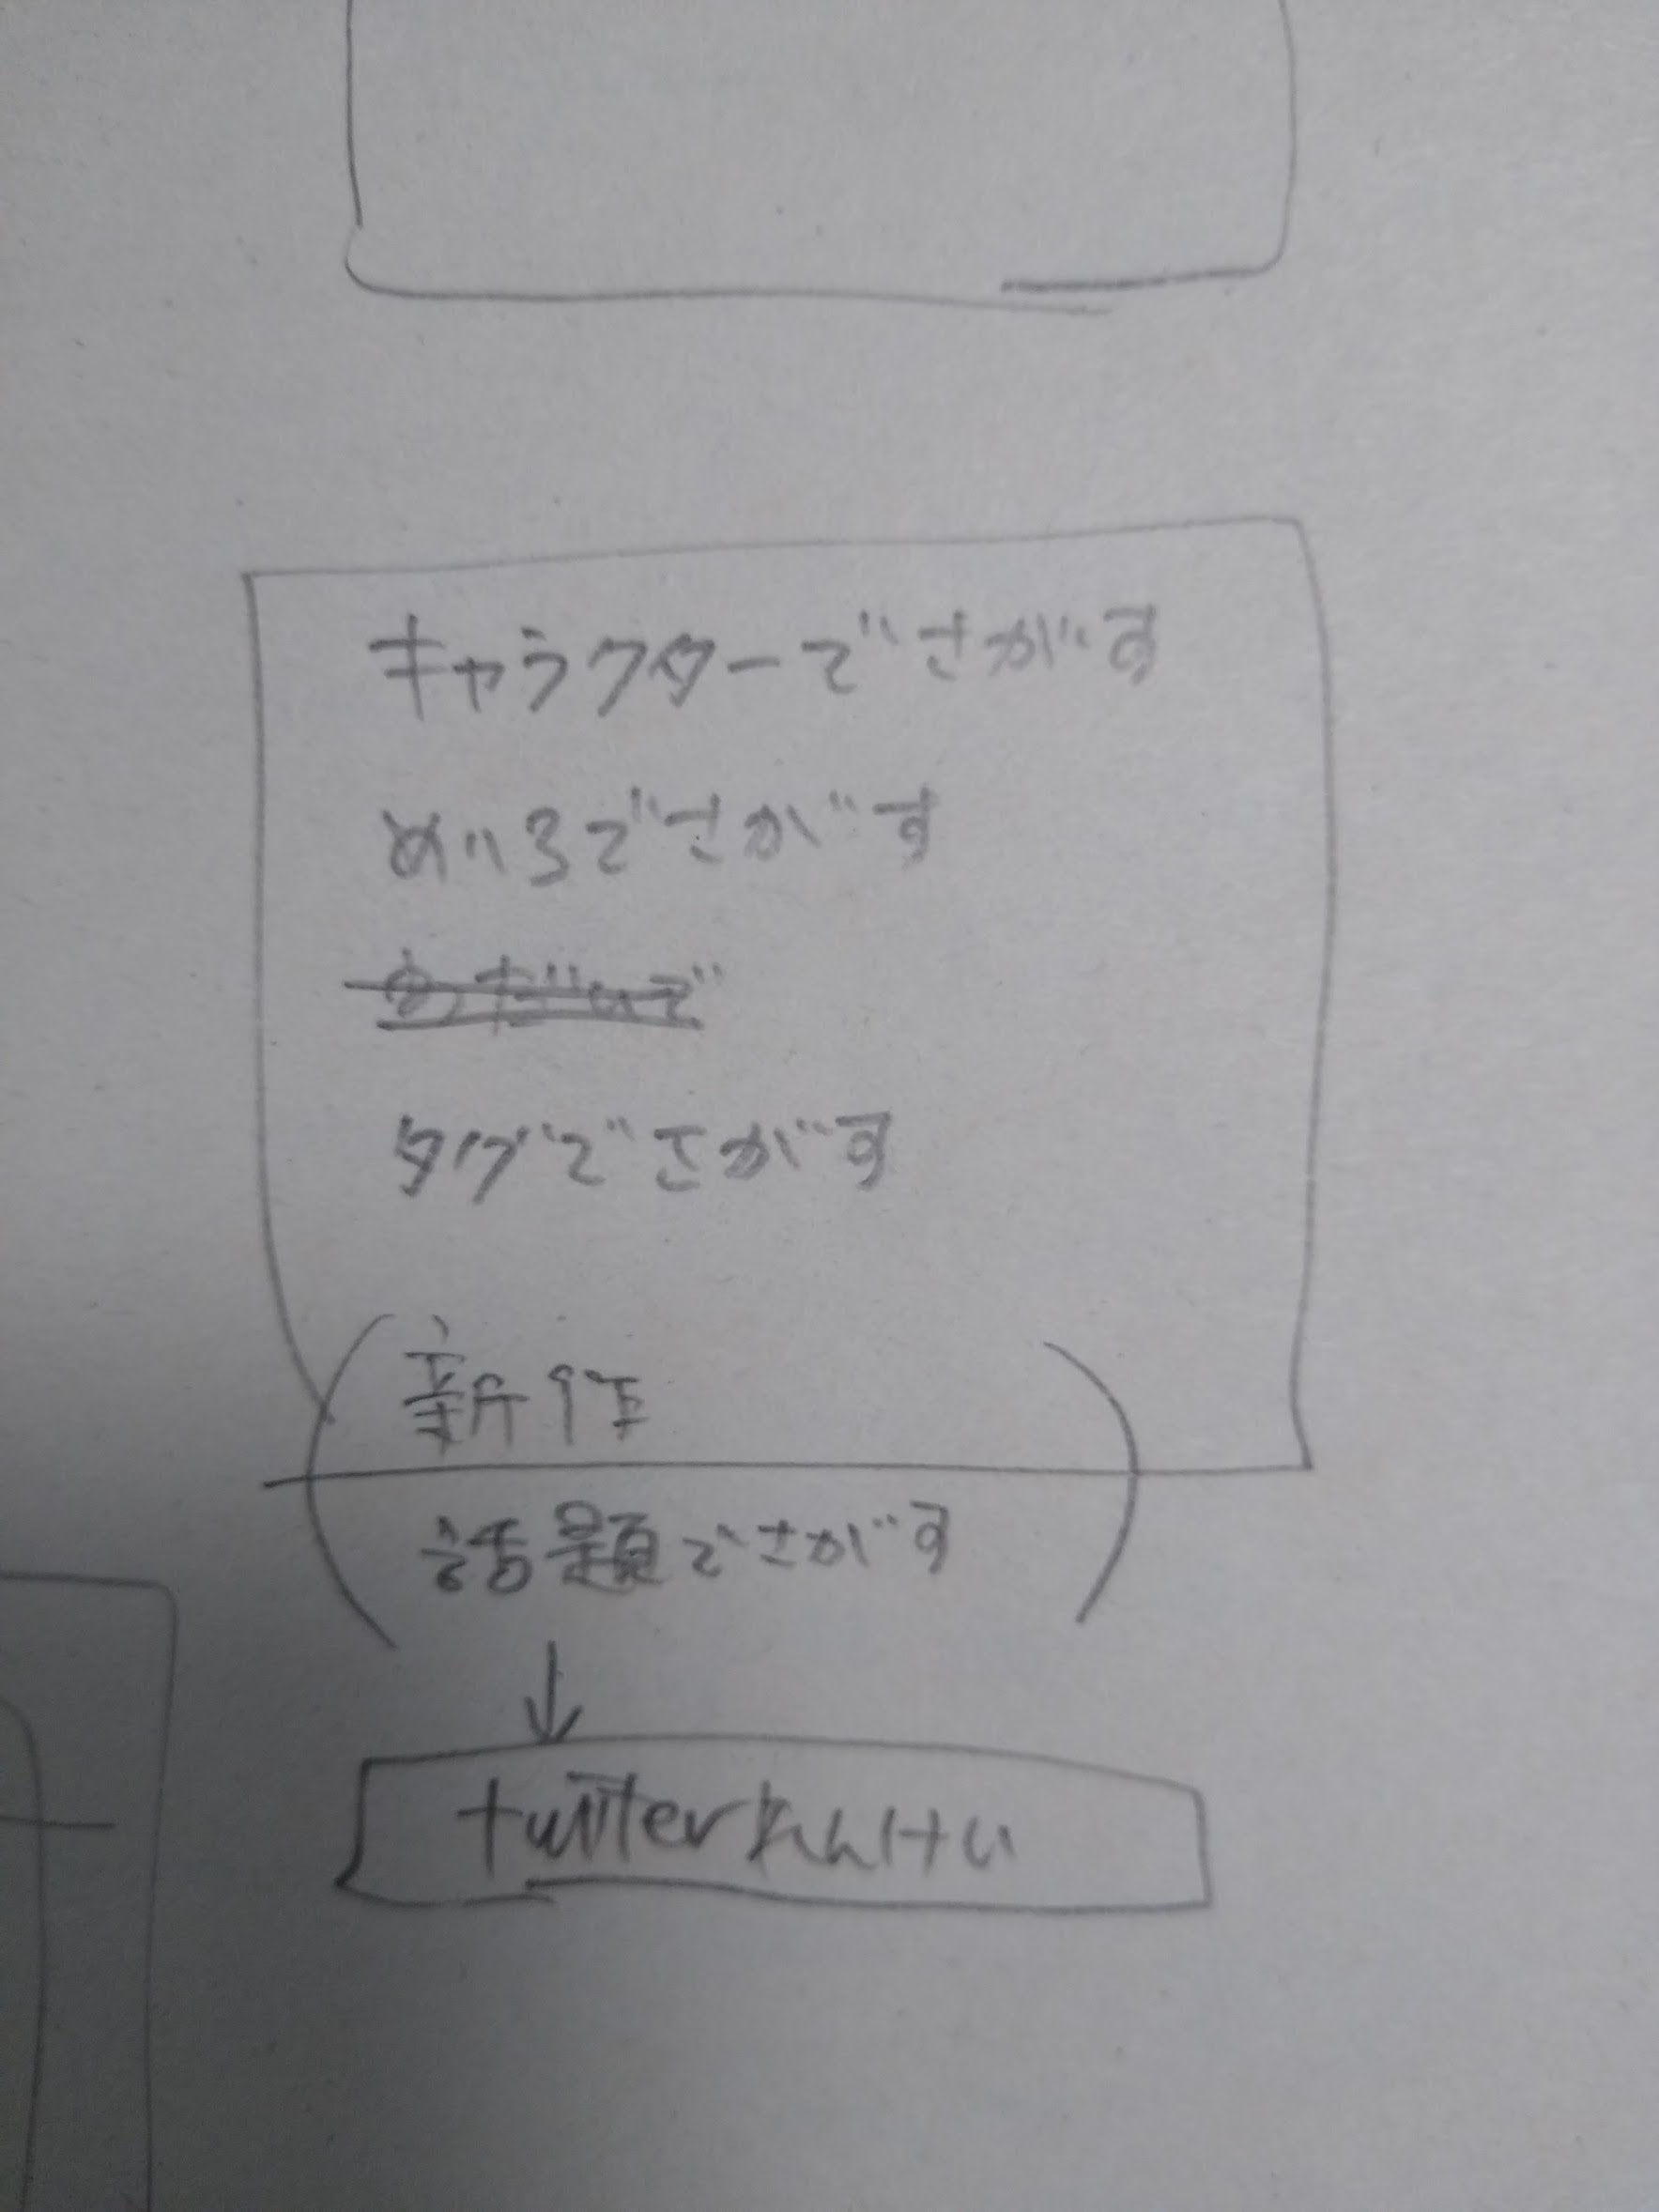 キャラクターでさがす
めいろでさがす
タグでさがす
新作
話題でさがす
twitterれんけい